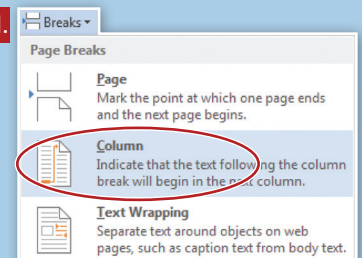 Breaks
Page Breaks
Page
Mark the point at which one page ends
and the next page begins.
Column
Indicate that the text following the column
break will begin in the next column.
Text Wrapping
Separate text around objects on web
pages, such as caption text from body text.